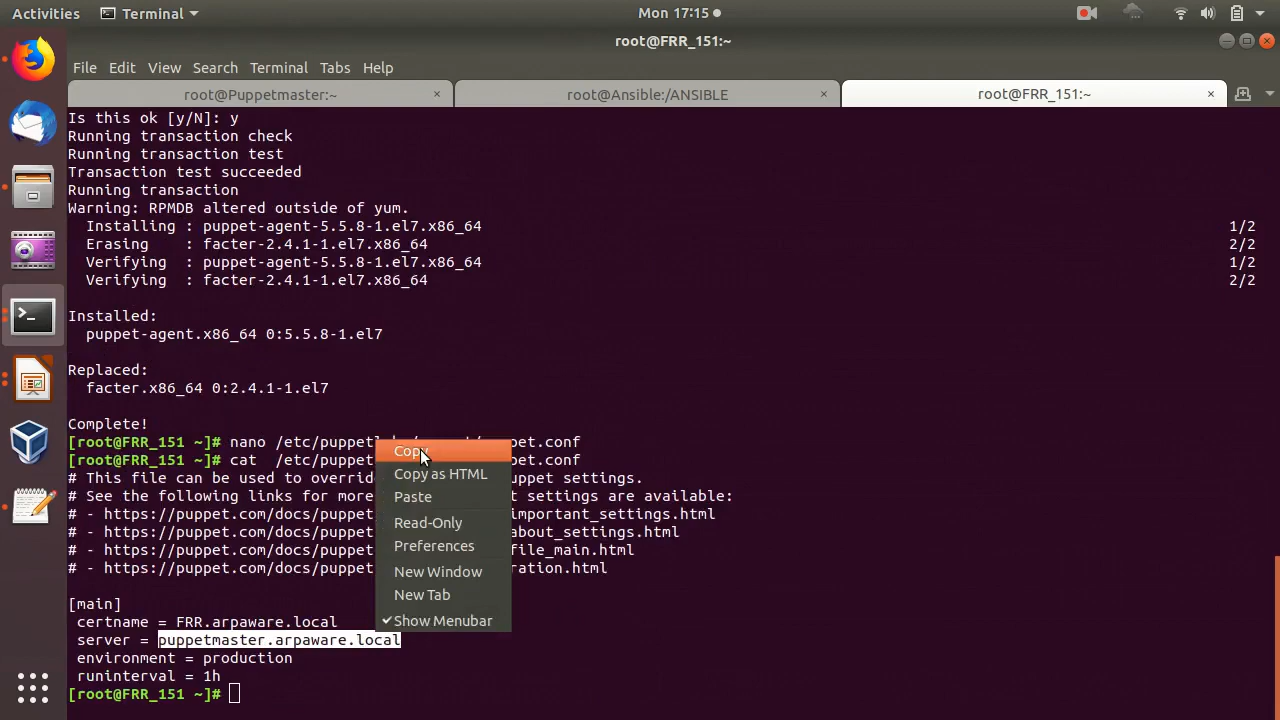 Activities Terminal Mon 17:15
root@FRR_151:~
File Edit View Search Terminal Tabs Help
root@Puppetmaster:~ × root@Ansible:/ANSIBLE × root@FRR_151:~ ×
Is this ok [y/N]: y
Running transaction check
Running transaction test
Transaction test succeeded
Running transaction
Warning: RPMDB altered outside of yum.
Installing : puppet-agent-5.5.8-1.el7.x86_64 1/2
Erasing : facter-2.4.1-1.el7.x86_64 2/2
Verifying : puppet-agent-5.5.8-1.el7.x86_64 1/2
Verifying : facter-2.4.1-1.el7.x86_64 2/2
Installed:
puppet-agent.x86_64 0:5.5.8-1.el7
Replaced:
facter.x86_64 0:2.4.1-1.el7
Complete!
[root@FRR_151 ~]# nano /etc/puppetl ppet.conf
[root@FRR_151 ~]# cat /etc/puppet ppet.conf
# This file can be used to overrid uppet settings.
# See the following links for more t settings are available:
# - https://puppet.com/docs/puppet important_settings.html
# - https://puppet.com/docs/puppet about_settings.html
# - https://puppet.com/docs/puppet file_main.html
# - https://puppet.com/docs/puppet ration.html
[main]
certname = FRR.arpaware.local
server = puppetmaster.arpaware.local
environment = production
runinterval = 1h
[root@FRR_151 ~]#
Copy
Copy as HTML
Paste
Read-Only
Preferences
New Window
New Tab
Show Menubar